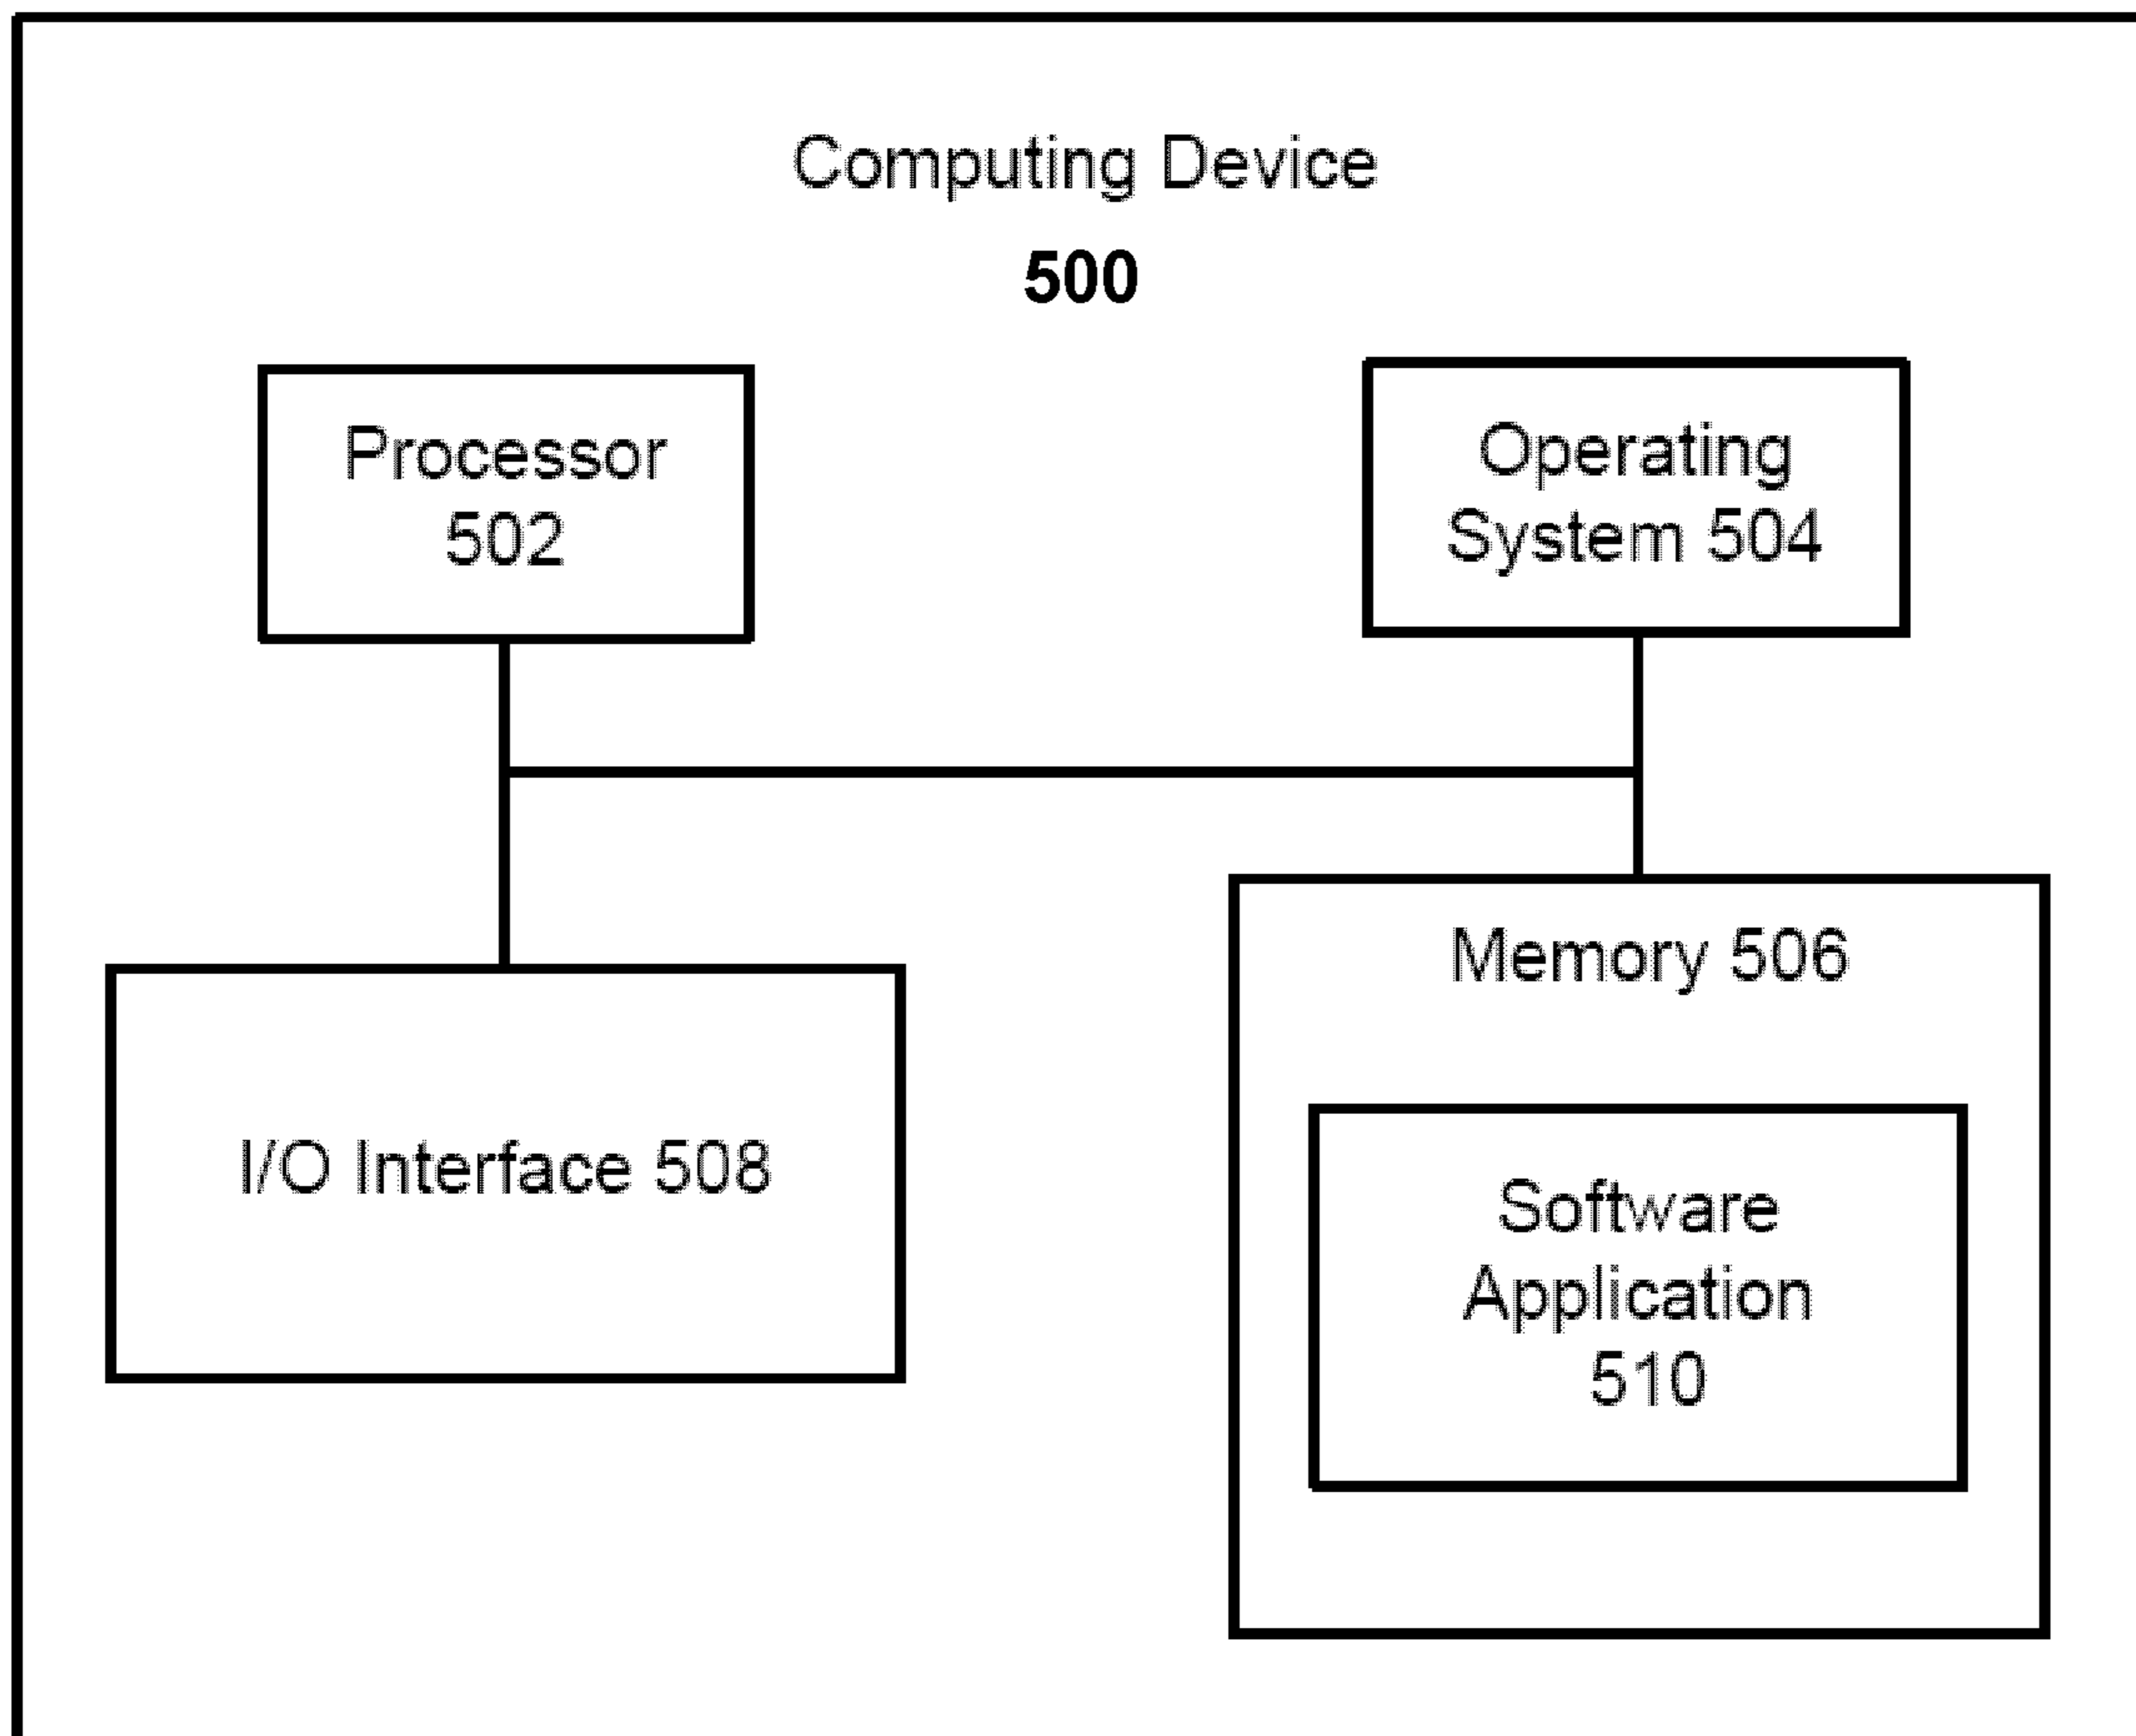 Computing Device
500
Processor
502
Operating
System 504
I/O Interface 508
Memory 506
Software
Application
510